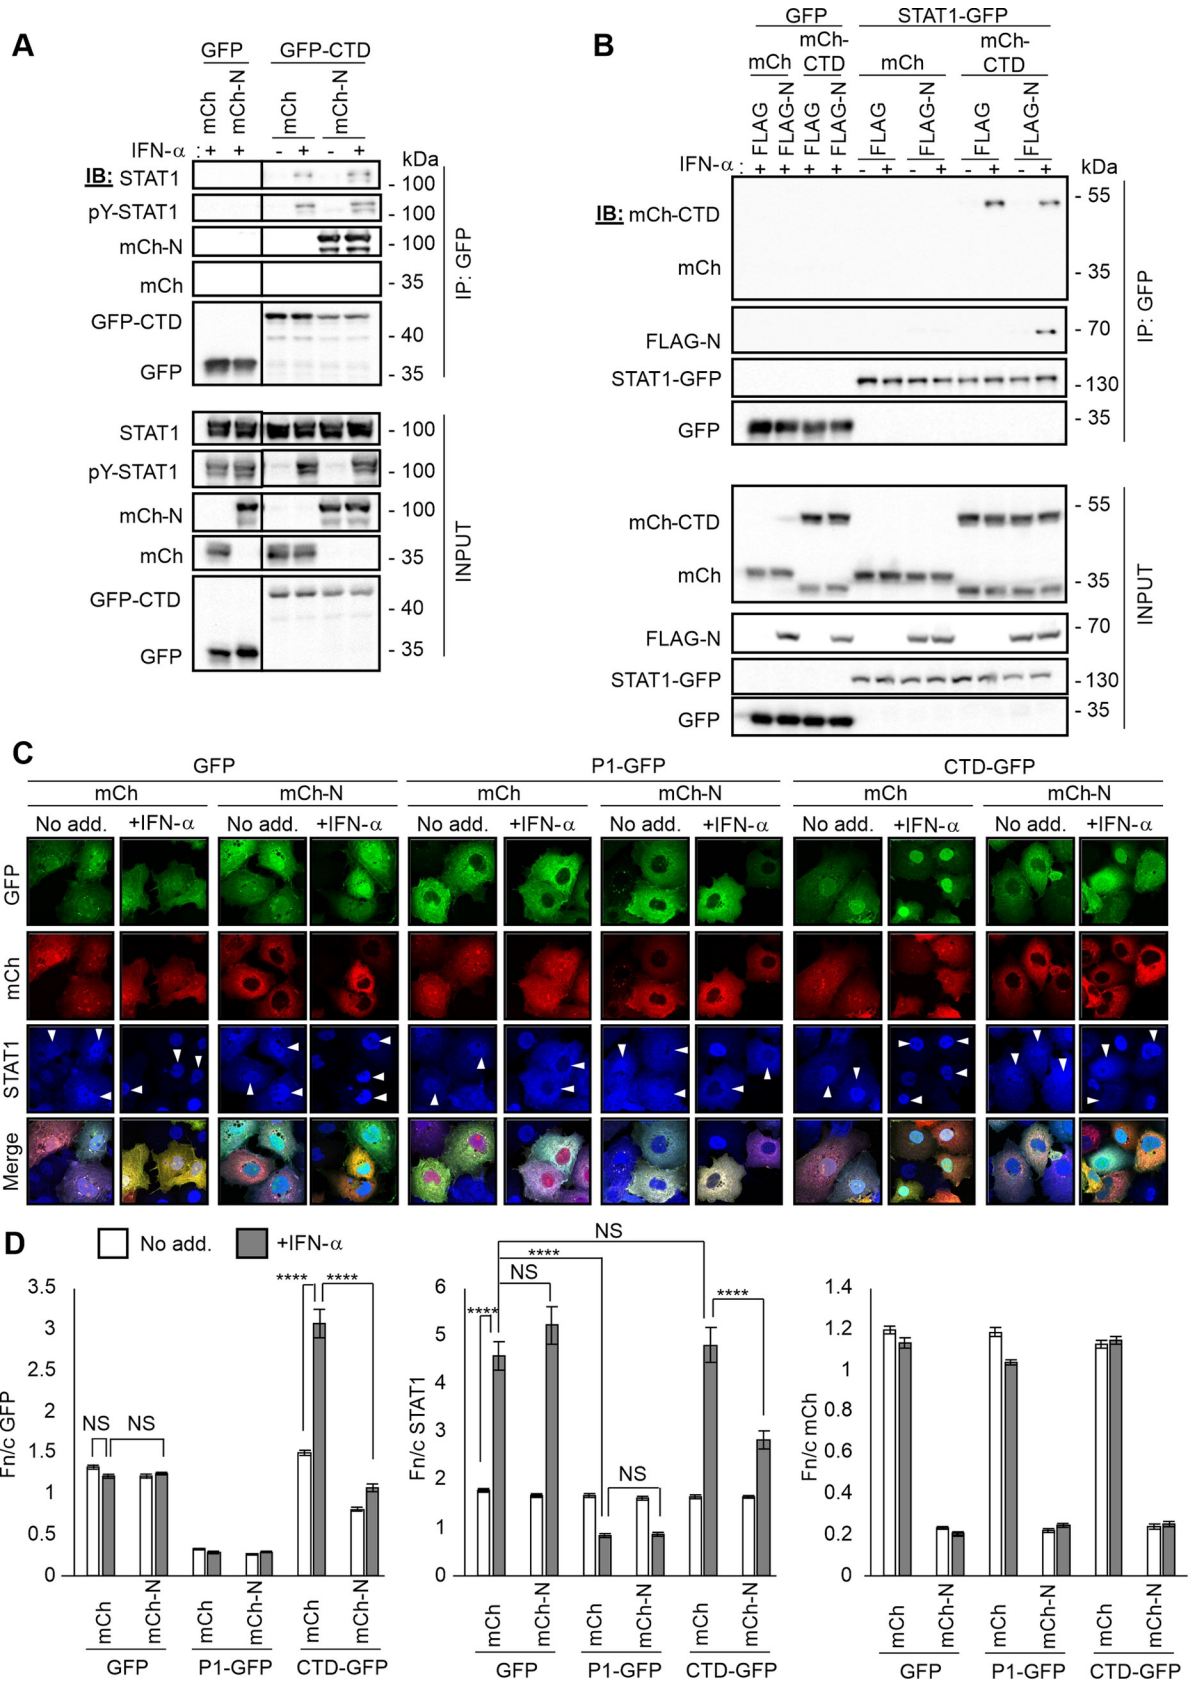 A
GFP GFP-CTD
mCh mCh-N mCh mCh-N
IFN-α : + + - + - + kDa
IB: STAT1 - 100
pY-STAT1 - 100
mCh-N - 100
mCh - 35
GFP-CTD - 40
GFP - 35
IP: GFP
STAT1 - 100
pY-STAT1 - 100
mCh-N - 100
mCh - 35
GFP-CTD - 40
GFP - 35
INPUT
B
GFP STAT1-GFP
mCh mCh-CTD mCh mCh-CTD
FLAG FLAG-N FLAG FLAG-N FLAG FLAG-N FLAG FLAG-N
IFN-α : + + + + - + - + - + - + kDa
- 55
IB: mCh-CTD
mCh - 35
FLAG-N - 70
STAT1-GFP - 130
GFP - 35
IP: GFP
mCh-CTD - 55
mCh - 35
FLAG-N - 70
STAT1-GFP - 130
GFP - 35
INPUT
C
GFP P1-GFP CTD-GFP
mCh mCh-N mCh mCh-N mCh mCh-N
No add. +IFN-α No add. +IFN-α No add. +IFN-α No add. +IFN-α No add. +IFN-α No add. +IFN-α
GFP
mCh
STAT1
Merge
D
No add. +IFN-α
Fn/c GFP
3.5
3
2.5
2
1.5
1
0.5
0
NS NS **** ****
mCh mCh-N mCh mCh-N mCh mCh-N
GFP P1-GFP CTD-GFP
Fn/c STAT1
6
5
4
3
2
1
0
NS
****
NS
****
****
NS
mCh mCh-N mCh mCh-N mCh mCh-N
GFP P1-GFP CTD-GFP
Fn/c mCh
1.4
1.2
1
0.8
0.6
0.4
0.2
0
mCh mCh-N mCh mCh-N mCh mCh-N
GFP P1-GFP CTD-GFP